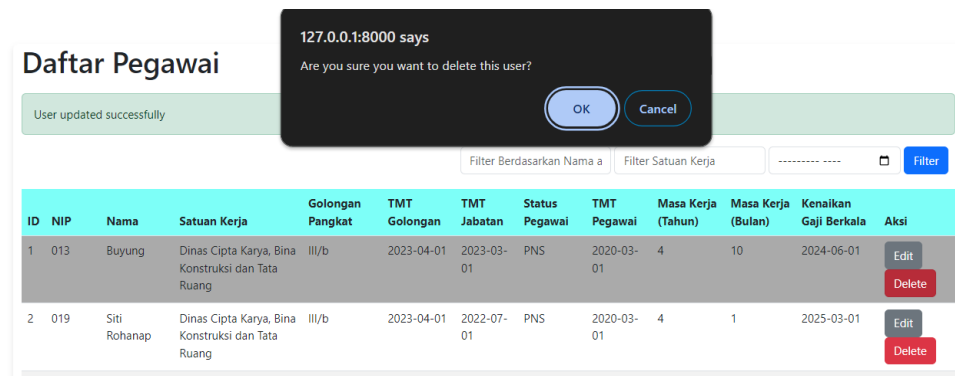 127.0.0.1:8000 says
Are you sure you want to delete this user?
OK Cancel
Daftar Pegawai
User updated successfully
Filter Berdasarkan Nama a Filter Satuan Kerja --------- ---- Filter
ID NIP Nama Satuan Kerja Golongan Pangkat TMT Golongan TMT Jabatan Status Pegawai TMT Pegawai Masa Kerja (Tahun) Masa Kerja (Bulan) Kenaikan Gaji Berkala Aksi
1 013 Buyung Dinas Cipta Karya, Bina Konstruksi dan Tata Ruang III/b 2023-04-01 2023-03-01 PNS 2020-03-01 4 10 2024-06-01 Edit Delete
2 019 Siti Rohanap Dinas Cipta Karya, Bina Konstruksi dan Tata Ruang III/b 2023-04-01 2022-07-01 PNS 2020-03-01 4 1 2025-03-01 Edit Delete